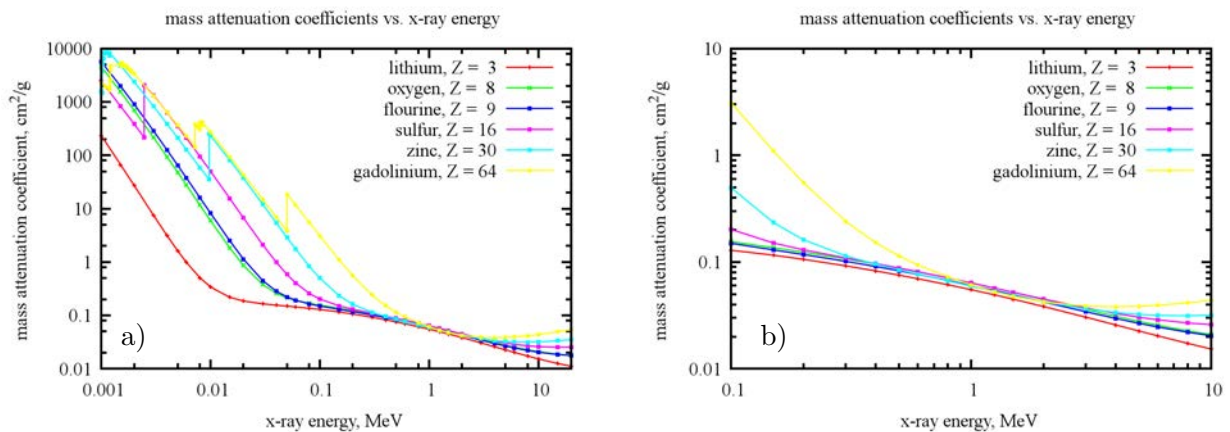 mass attenuation coefficients vs. x-ray energy
mass attenuation coefficient, cm²/g
10000
1000
100
10
1
0.1
0.01
lithium, Z = 3
oxygen, Z = 8
flourine, Z = 9
sulfur, Z = 16
zinc, Z = 30
gadolinium, Z = 64
a)
0.001
0.01
0.1
1
10
x-ray energy, MeV
mass attenuation coefficients vs. x-ray energy
mass attenuation coefficient, cm²/g
10
1
0.1
0.01
lithium, Z = 3
oxygen, Z = 8
flourine, Z = 9
sulfur, Z = 16
zinc, Z = 30
gadolinium, Z = 64
b)
0.1
1
10
x-ray energy, MeV